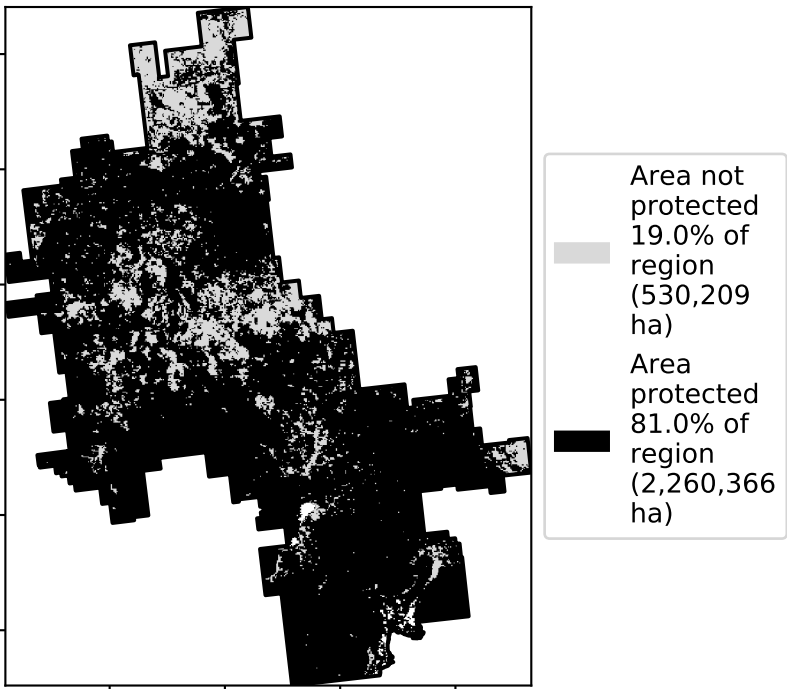 Area not
protected
19.0% of
region
(530,209
ha)
Area
protected
81.0% of
region
(2,260,366
ha)